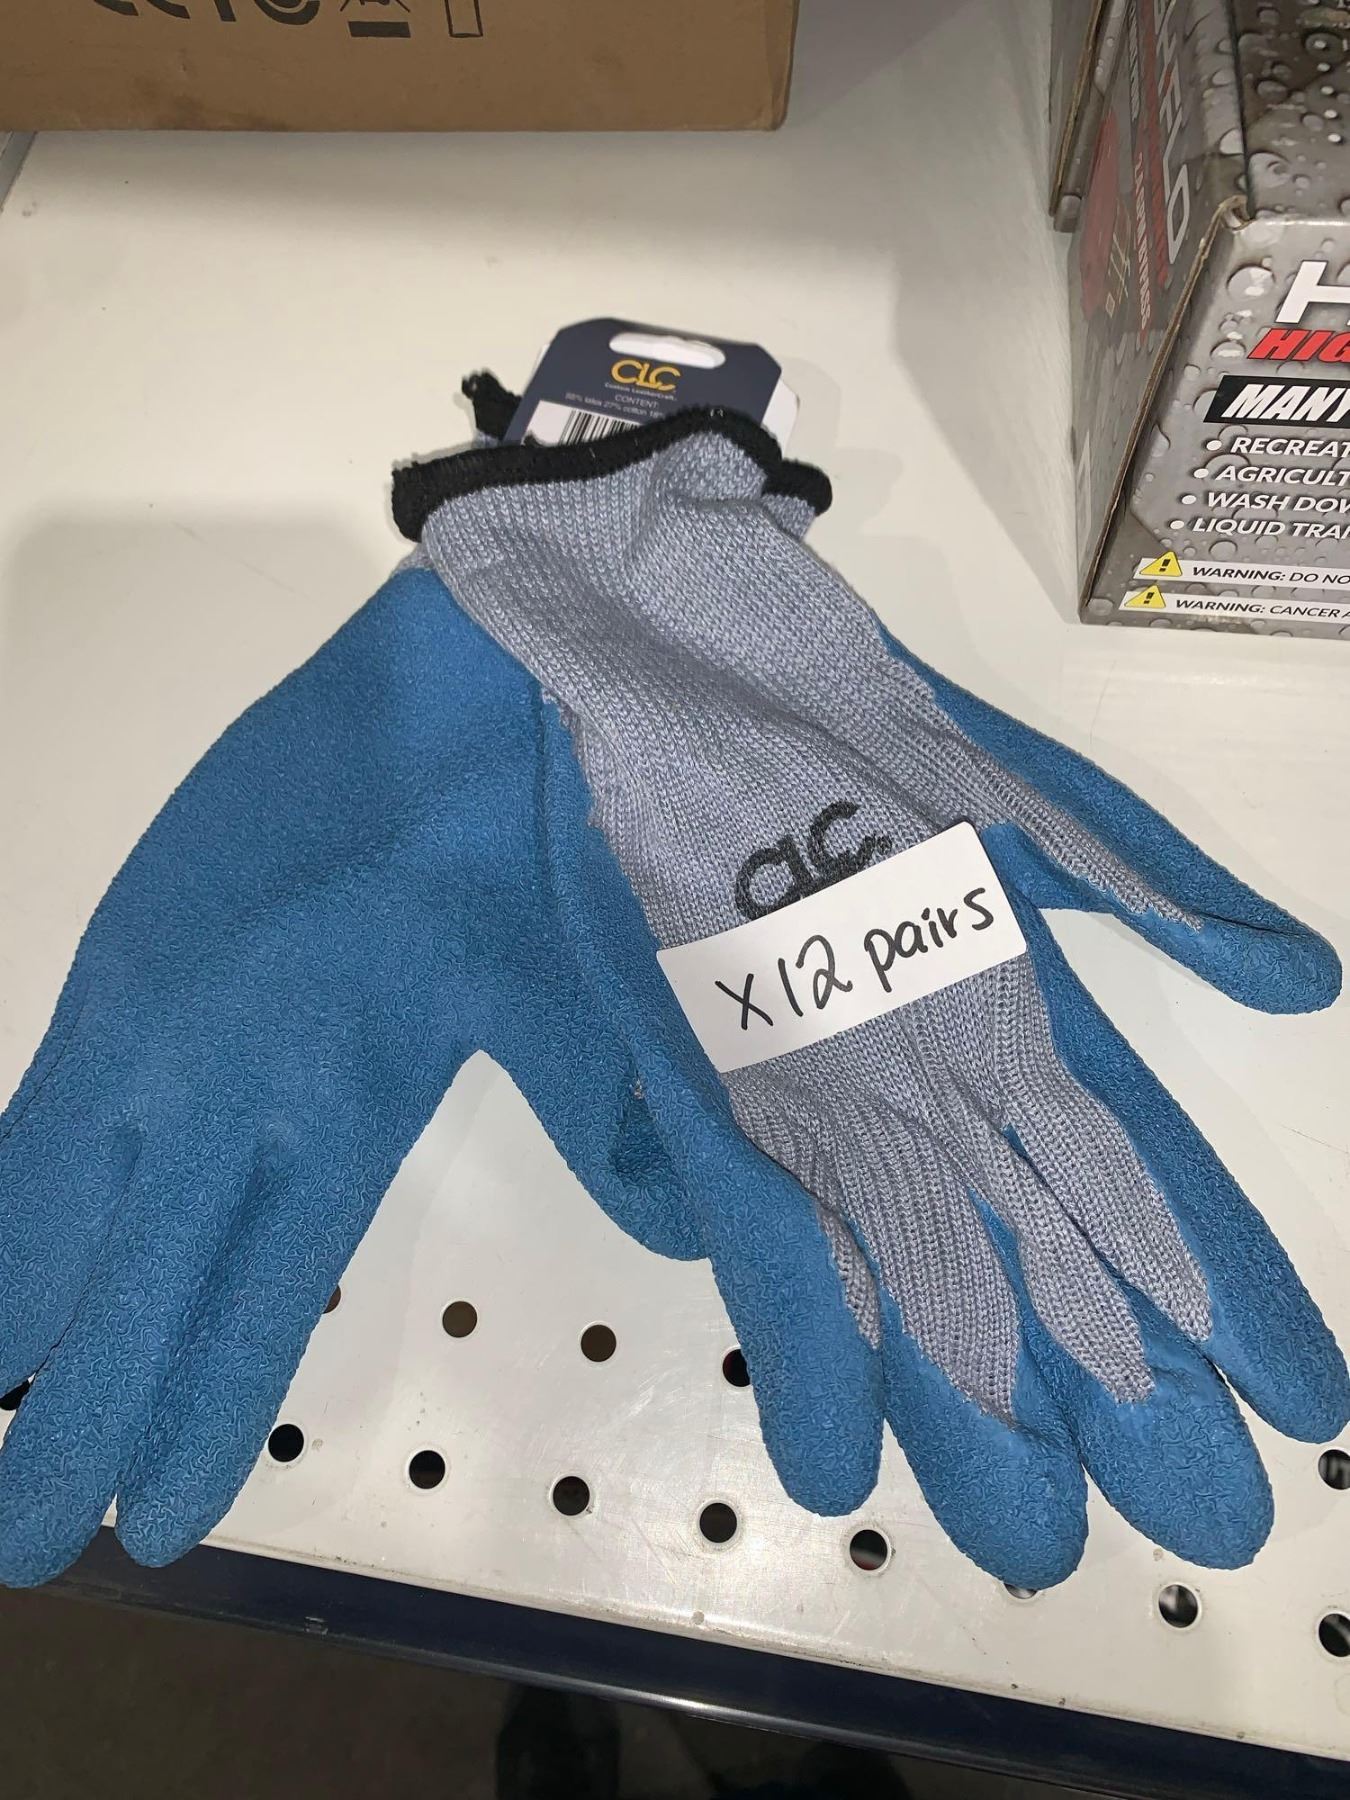 CLC
Custom LeatherCraft
CONTENT:
clc
x12 pairs
H
HIG
MANY
• RECREAT
• AGRICULT
• WASH DOW
• LIQUID TRA
WARNING: DO NO
WARNING: CANCER A